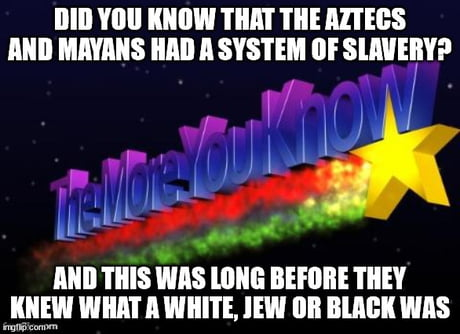 DID YOU KNOW THAT THE AZTECS
AND MAYANS HAD A SYSTEM OF SLAVERY?
The More You Know
AND THIS WAS LONG BEFORE THEY
KNEW WHAT A WHITE, JEW OR BLACK WAS
imgflip.com